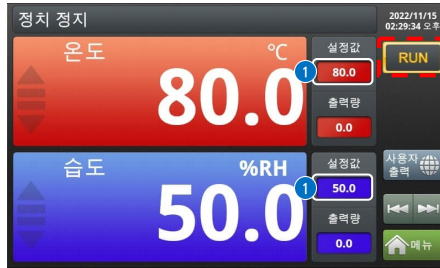 정치 정지
2022/11/15
02:29:34 오후
온도
℃
80.0
설정값
1
80.0
출력량
0.0
RUN
습도
%RH
50.0
설정값
1
50.0
출력량
0.0
사용자
출력
메뉴